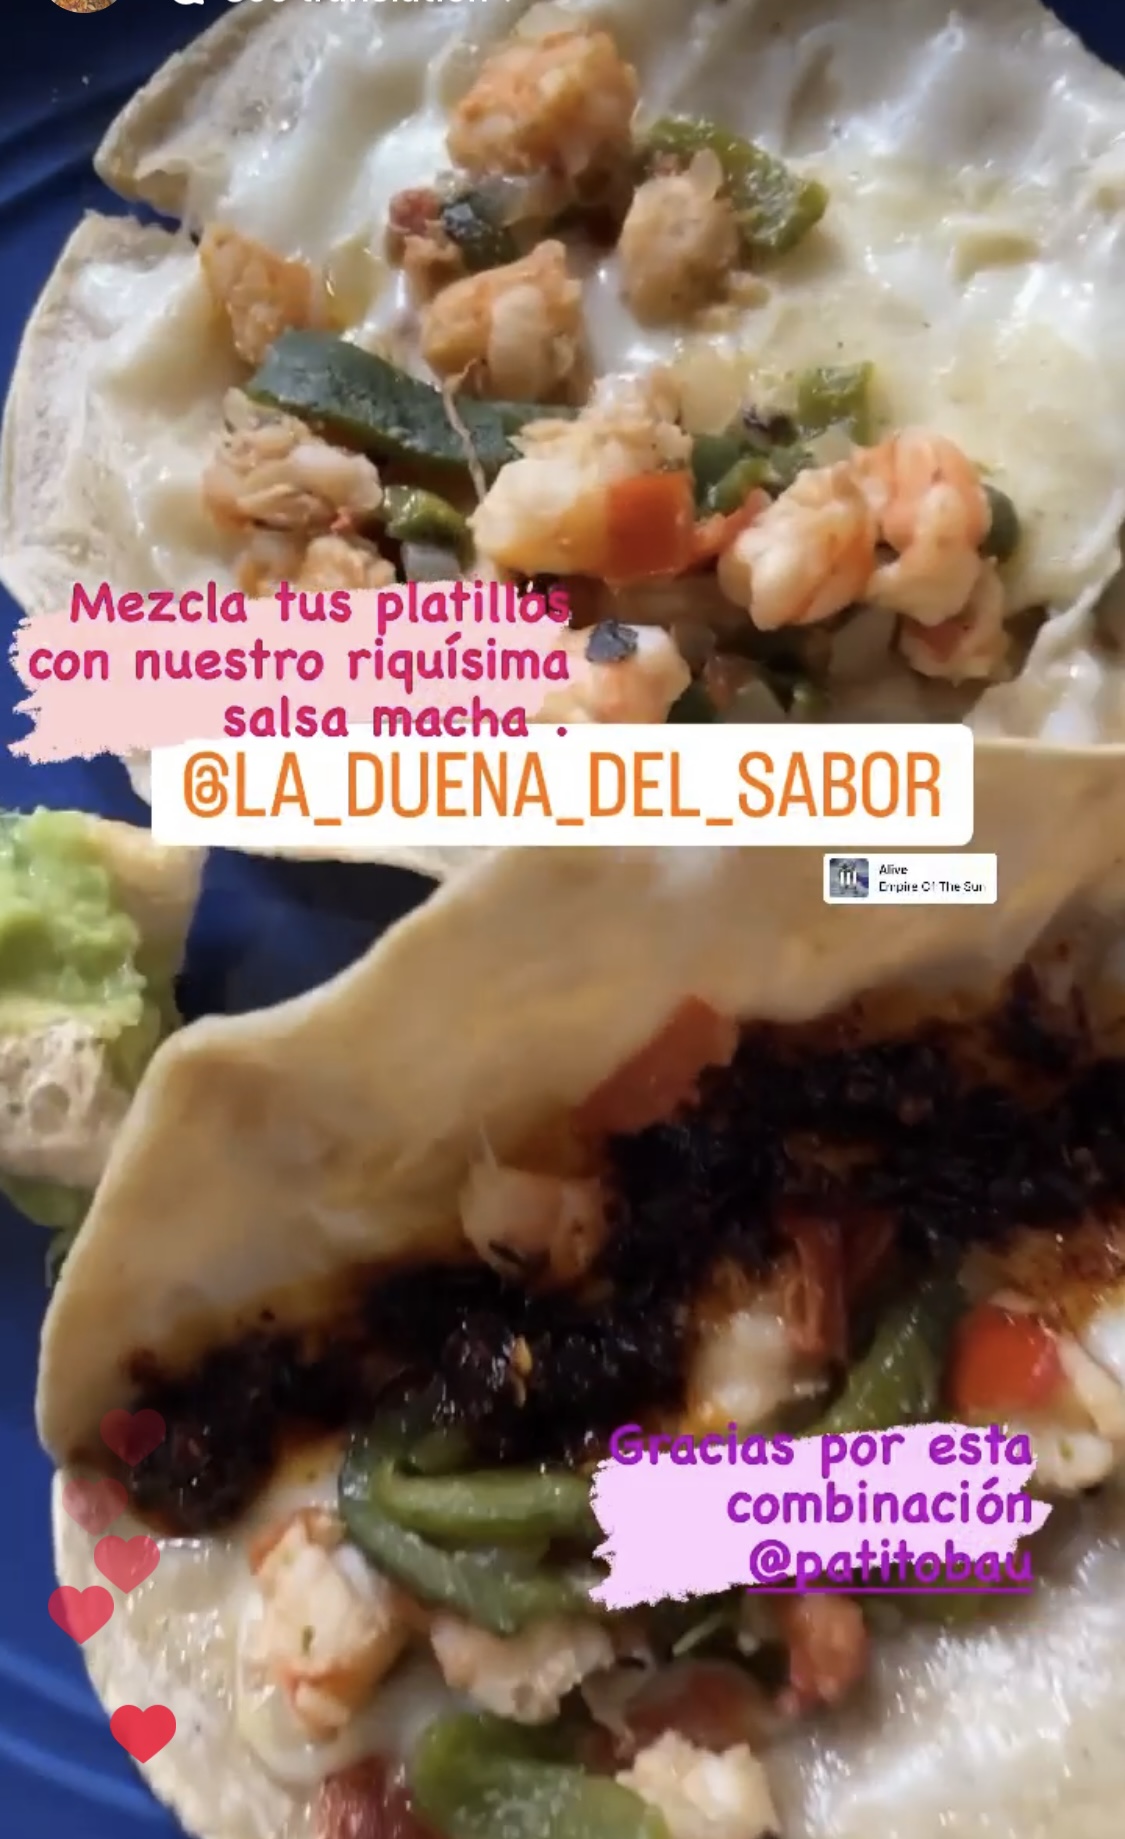 Mezcla tus platillos
con nuestro riquísima
salsa macha .
@LA_DUENA_DEL_SABOR
Alive
Empire Of The Sun
Gracias por esta
combinación
@patitobau